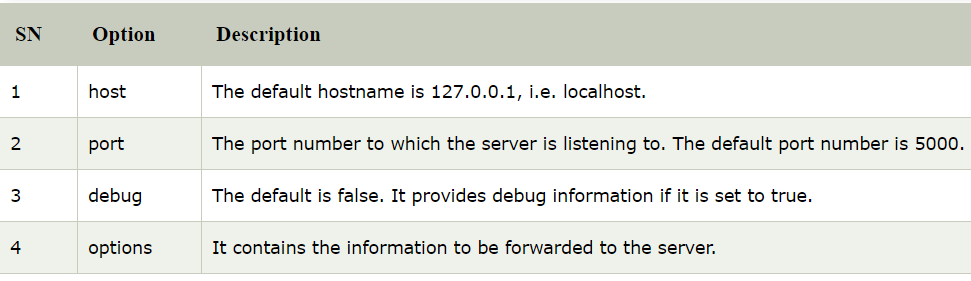 SN Option Description
1 host The default hostname is 127.0.0.1, i.e. localhost.
2 port The port number to which the server is listening to. The default port number is 5000.
3 debug The default is false. It provides debug information if it is set to true.
4 options It contains the information to be forwarded to the server.